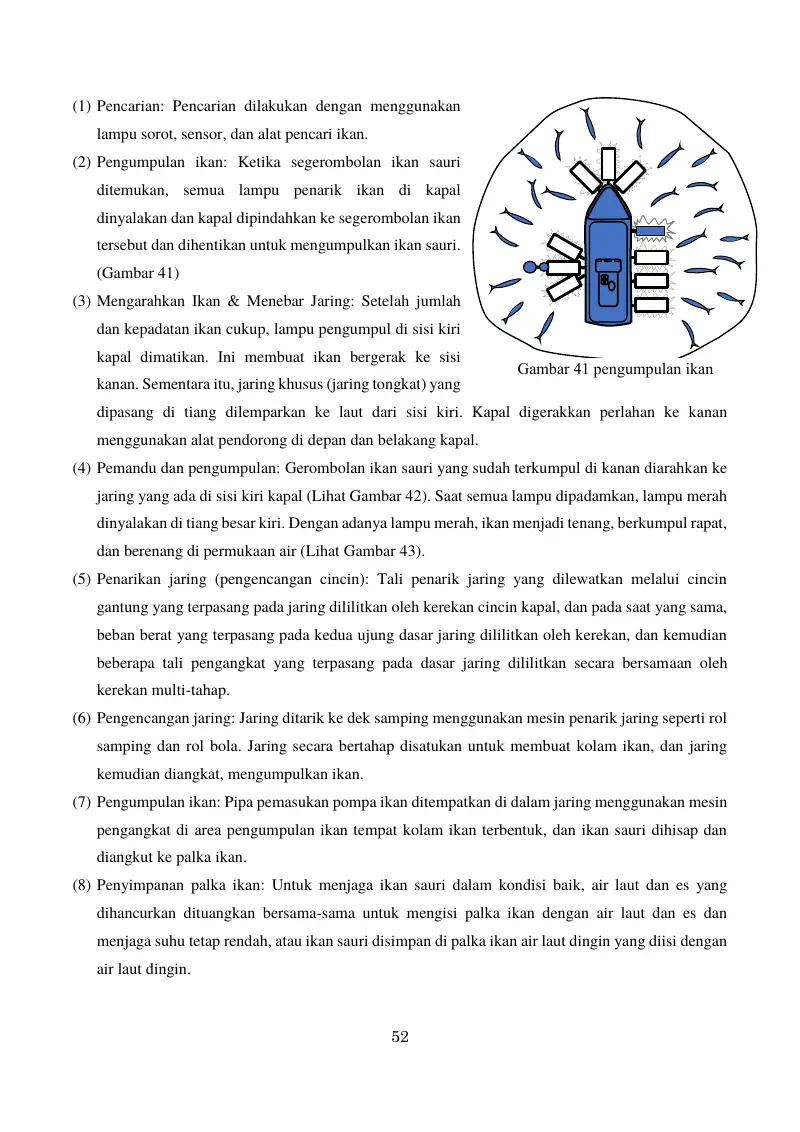 (1) Pencarian: Pencarian dilakukan dengan menggunakan
lampu sorot, sensor, dan alat pencari ikan.
(2) Pengumpulan ikan: Ketika segerombolan ikan sauri
ditemukan, semua lampu penarik ikan di kapal
dinyalakan dan kapal dipindahkan ke segerombolan ikan
tersebut dan dihentikan untuk mengumpulkan ikan sauri.
(Gambar 41)
(3) Mengarahkan Ikan & Menebar Jaring: Setelah jumlah
dan kepadatan ikan cukup, lampu pengumpul di sisi kiri
kapal dimatikan. Ini membuat ikan bergerak ke sisi
kanan. Sementara itu, jaring khusus (jaring tongkat) yang
dipasang di tiang dilemparkan ke laut dari sisi kiri. Kapal digerakkan perlahan ke kanan
menggunakan alat pendorong di depan dan belakang kapal.
Gambar 41 pengumpulan ikan
(4) Pemandu dan pengumpulan: Gerombolan ikan sauri yang sudah terkumpul di kanan diarahkan ke
jaring yang ada di sisi kiri kapal (Lihat Gambar 42). Saat semua lampu dipadamkan, lampu merah
dinyalakan di tiang besar kiri. Dengan adanya lampu merah, ikan menjadi tenang, berkumpul rapat,
dan berenang di permukaan air (Lihat Gambar 43).
(5) Penarikan jaring (pengencangan cincin): Tali penarik jaring yang dilewatkan melalui cincin
gantung yang terpasang pada jaring dililitkan oleh kerekan cincin kapal, dan pada saat yang sama,
beban berat yang terpasang pada kedua ujung dasar jaring dililitkan oleh kerekan, dan kemudian
beberapa tali pengangkat yang terpasang pada dasar jaring dililitkan secara bersamaan oleh
kerekan multi-tahap.
(6) Pengencangan jaring: Jaring ditarik ke dek samping menggunakan mesin penarik jaring seperti rol
samping dan rol bola. Jaring secara bertahap disatukan untuk membuat kolam ikan, dan jaring
kemudian diangkat, mengumpulkan ikan.
(7) Pengumpulan ikan: Pipa pemasukan pompa ikan ditempatkan di dalam jaring menggunakan mesin
pengangkat di area pengumpulan ikan tempat kolam ikan terbentuk, dan ikan sauri dihisap dan
diangkut ke palka ikan.
(8) Penyimpanan palka ikan: Untuk menjaga ikan sauri dalam kondisi baik, air laut dan es yang
dihancurkan dituangkan bersama-sama untuk mengisi palka ikan dengan air laut dan es dan
menjaga suhu tetap rendah, atau ikan sauri disimpan di palka ikan air laut dingin yang diisi dengan
air laut dingin.
52